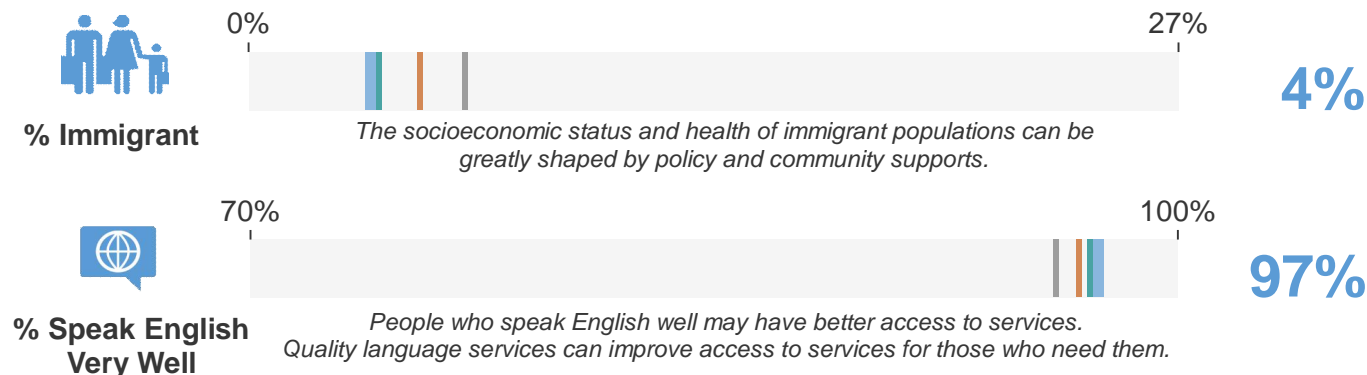 0%
27%
4%
% Immigrant
The socioeconomic status and health of immigrant populations can be
greatly shaped by policy and community supports.
70%
100%
97%
% Speak English
Very Well
People who speak English well may have better access to services.
Quality language services can improve access to services for those who need them.